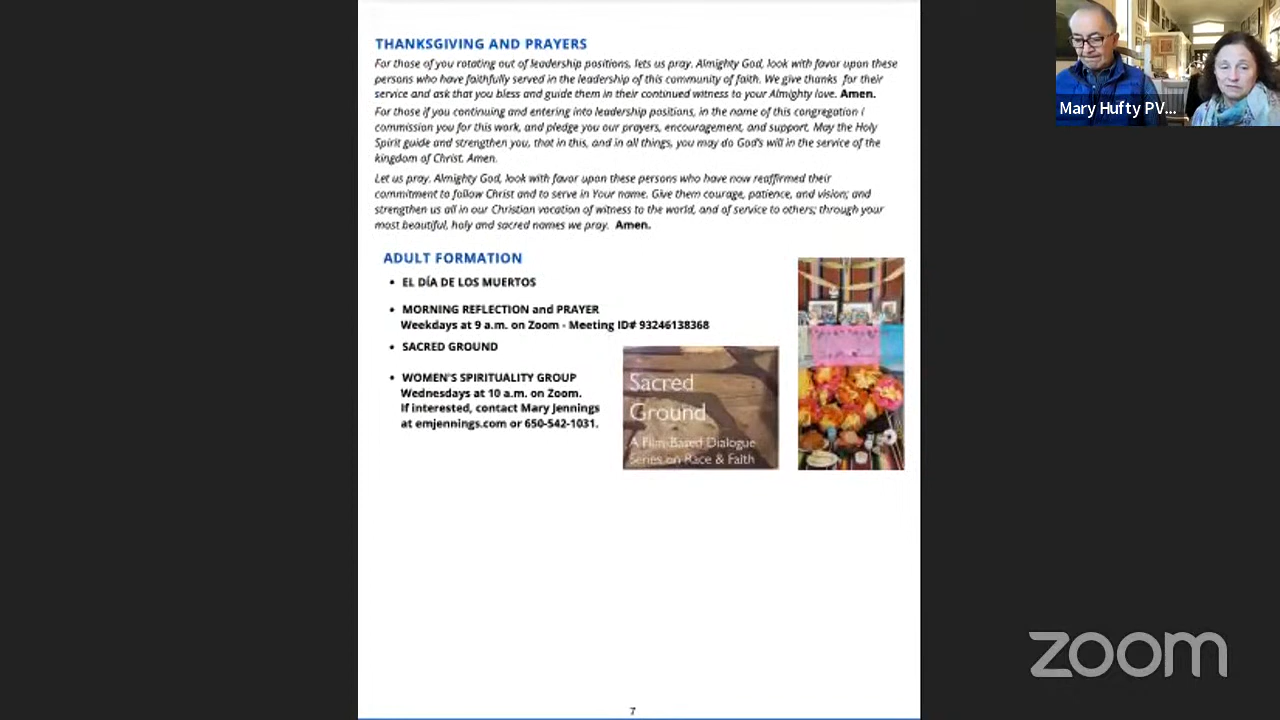 THANKSGIVING AND PRAYERS
For those of you rotating out of leadership positions, lets us pray. Almighty God, look with favor upon these
persons who have faithfully served in the leadership of this community of faith. We give thanks for their
service and ask that you bless and guide them in their continued witness to your Almighty love. Amen.
For those if you continuing and entering into leadership positions, in the name of this congregation I
commission you for this work, and pledge you our prayers, encouragement, and support. May the Holy
Spirit guide and strengthen you, that in this, and in all things, you may do God's will in the service of the
kingdom of Christ. Amen.
Let us pray. Almighty God, look with favor upon these persons who have now reaffirmed their
commitment to follow Christ and to serve in Your name. Give them courage, patience, and vision; and
strengthen us all in our Christian vocation of witness to the world, and of service to others; through your
most beautiful, holy and sacred names we pray. Amen.
ADULT FORMATION
• EL DÍA DE LOS MUERTOS
• MORNING REFLECTION and PRAYER
Weekdays at 9 a.m. on Zoom - Meeting ID# 93246138368
• SACRED GROUND
• WOMEN'S SPIRITUALITY GROUP
Wednesdays at 10 a.m. on Zoom.
If interested, contact Mary Jennings
at emjennings.com or 650-542-1031.
Sacred
Ground
A Film-Based Dialogue
Series on Race & Faith
7
Mary Hufty PV...
zoom